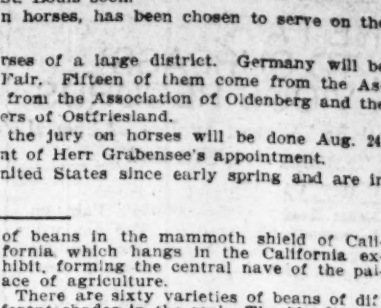 n horses, has been chosen to serve on the
rses of a large district. Germany will be
Fair. Fifteen of them come from the As-
from the Association of Oldenberg and the
ers of Ostfriesland.
the jury on horses will be done Aug. 24
nt of Herr Grabensee's appointment.
nited States since early spring and are in
of beans in the mammoth shield of Cali-
fornia which hangs in the California ex-
hibit, forming the central nave of the pal-
ace of agriculture.
There are sixty varieties of beans of dif-